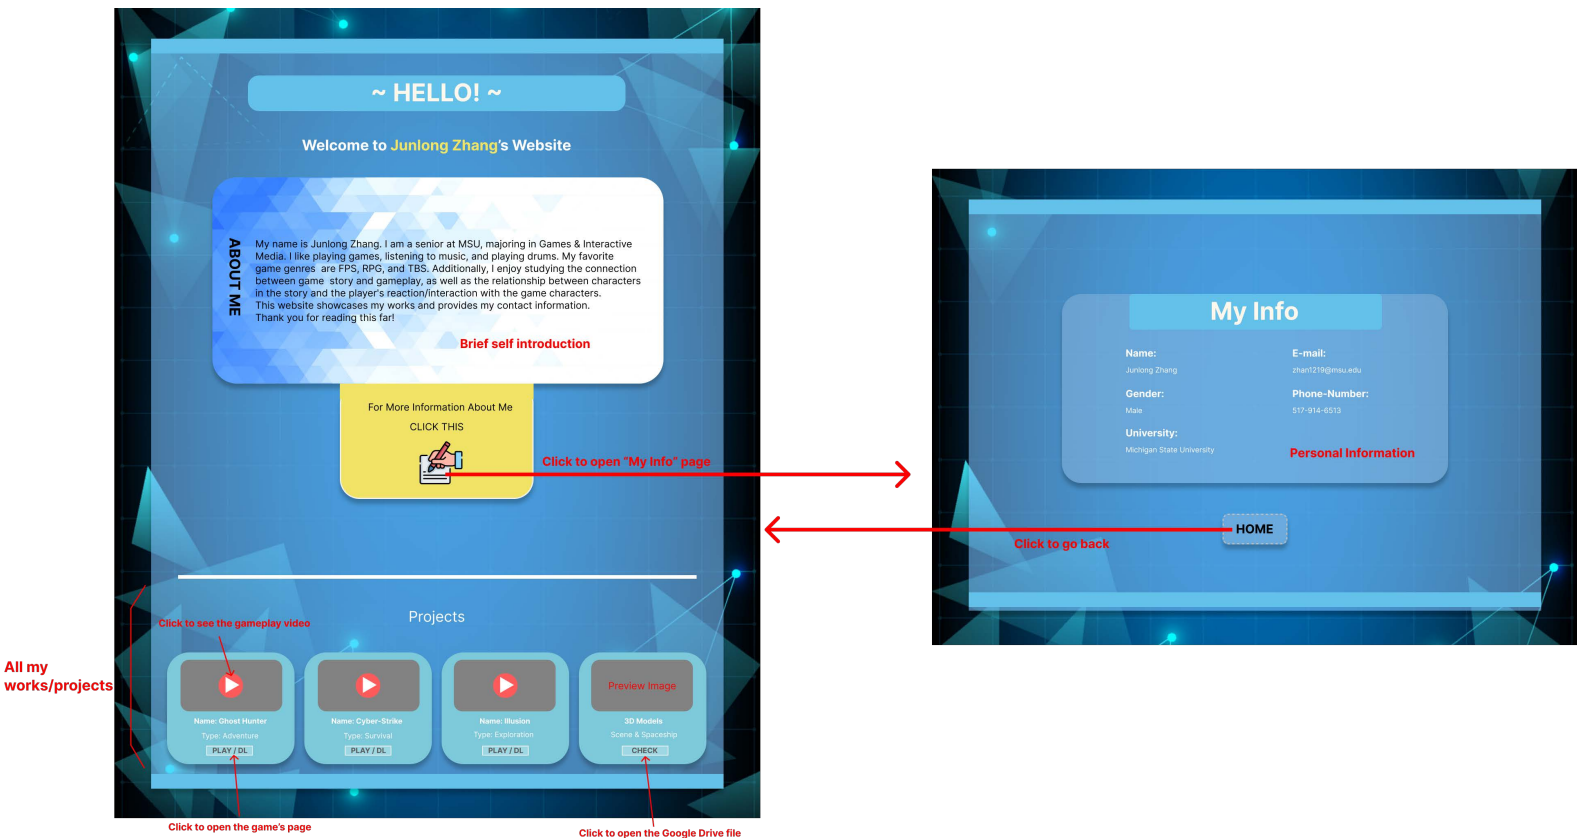 ~ HELLO! ~
Welcome to Junlong Zhang's Website
ABOUT ME
My name is Junlong Zhang. I am a senior at MSU, majoring in Games & Interactive
Media. I like playing games, listening to music, and playing drums. My favorite
game genres are FPS, RPG, and TBS. Additionally, I enjoy studying the connection
between game story and gameplay, as well as the relationship between characters
in the story and the player's reaction/interaction with the game characters.
This website showcases my works and provides my contact information.
Thank you for reading this far!
Brief self introduction
For More Information About Me
CLICK THIS
Click to open "My Info" page
Projects
Click to see the gameplay video
All my
works/projects
Name: Ghost Hunter
Type: Adventure
PLAY / DL
Name: Cyber-Strike
Type: Survival
PLAY / DL
Name: Illusion
Type: Exploration
PLAY / DL
Preview Image
3D Models
Scene & Spaceship
CHECK
Click to open the game's page
Click to open the Google Drive file
My Info
Name:
Junlong Zhang
Gender:
Male
University:
Michigan State University
E-mail:
zhan1219@msu.edu
Phone-Number:
517-914-6513
Personal Information
HOME
Click to go back